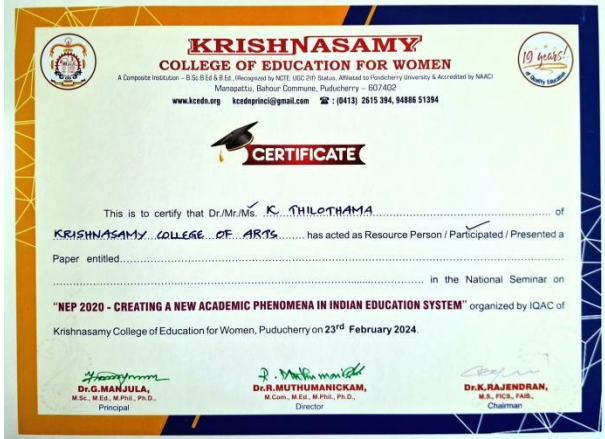 KRISHNASAMY
COLLEGE OF EDUCATION FOR WOMEN
A Composite Institution – B.Sc.B.Ed & B.Ed., (Recognized by NCTE, UGC 2(f) Status, Affiliated to Pondicherry University & Accredited by NAAC)
Manapattu, Bahour Commune, Puducherry – 607402
www.kcedn.org kcednprinci@gmail.com ☎ : (0413) 2615 394, 94886 51394
19 years!
of Quality Education
CERTIFICATE
This is to certify that Dr./Mr./Ms. K THILOTHAMA of
KRISHNASAMY COLLEGE OF ARTS has acted as Resource Person / Participated / Presented a
Paper entitled
in the National Seminar on
"NEP 2020 - CREATING A NEW ACADEMIC PHENOMENA IN INDIAN EDUCATION SYSTEM" organized by IQAC of
Krishnasamy College of Education for Women, Puducherry on 23rd February 2024.
Dr.G.MANJULA,
M.Sc., M.Ed., M.Phil., Ph.D.,
Principal
Dr.R.MUTHUMANICKAM,
M.Com., M.Ed., M.Phil., Ph.D.,
Director
Dr.K.RAJENDRAN,
M.S., FICS., FAIS.,
Chairman